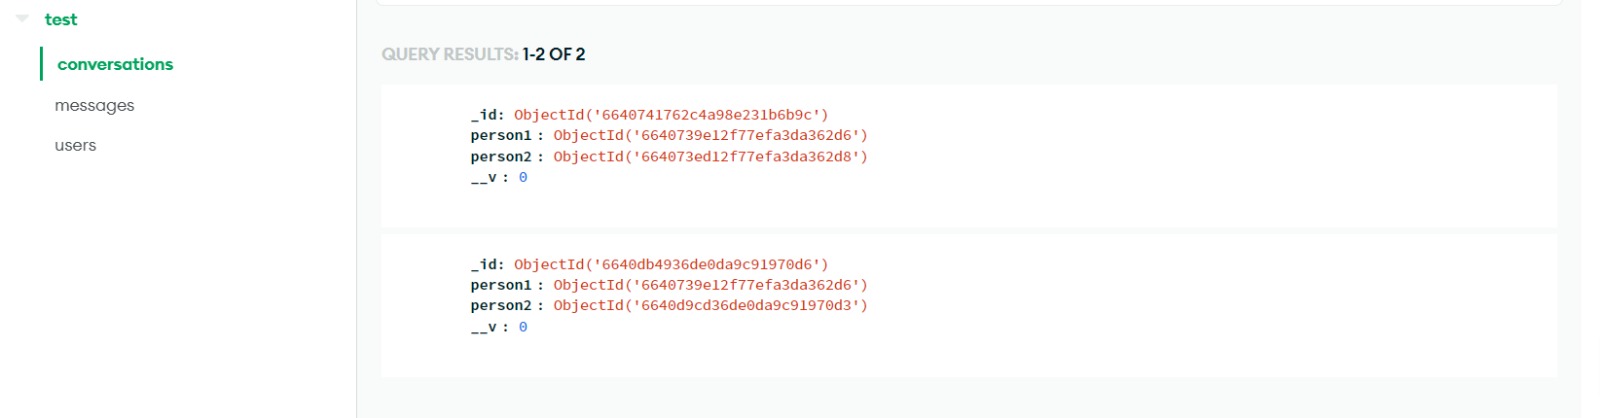 test
conversations
messages
users
QUERY RESULTS: 1-2 OF 2
_id: ObjectId('6640741762c4a98e231b6b9c')
person1 : ObjectId('6640739e12f77efa3da362d6')
person2 : ObjectId('664073ed12f77efa3da362d8')
__v : 0
_id: ObjectId('6640db4936de0da9c91970d6')
person1 : ObjectId('6640739e12f77efa3da362d6')
person2 : ObjectId('6640d9cd36de0da9c91970d3')
__v : 0